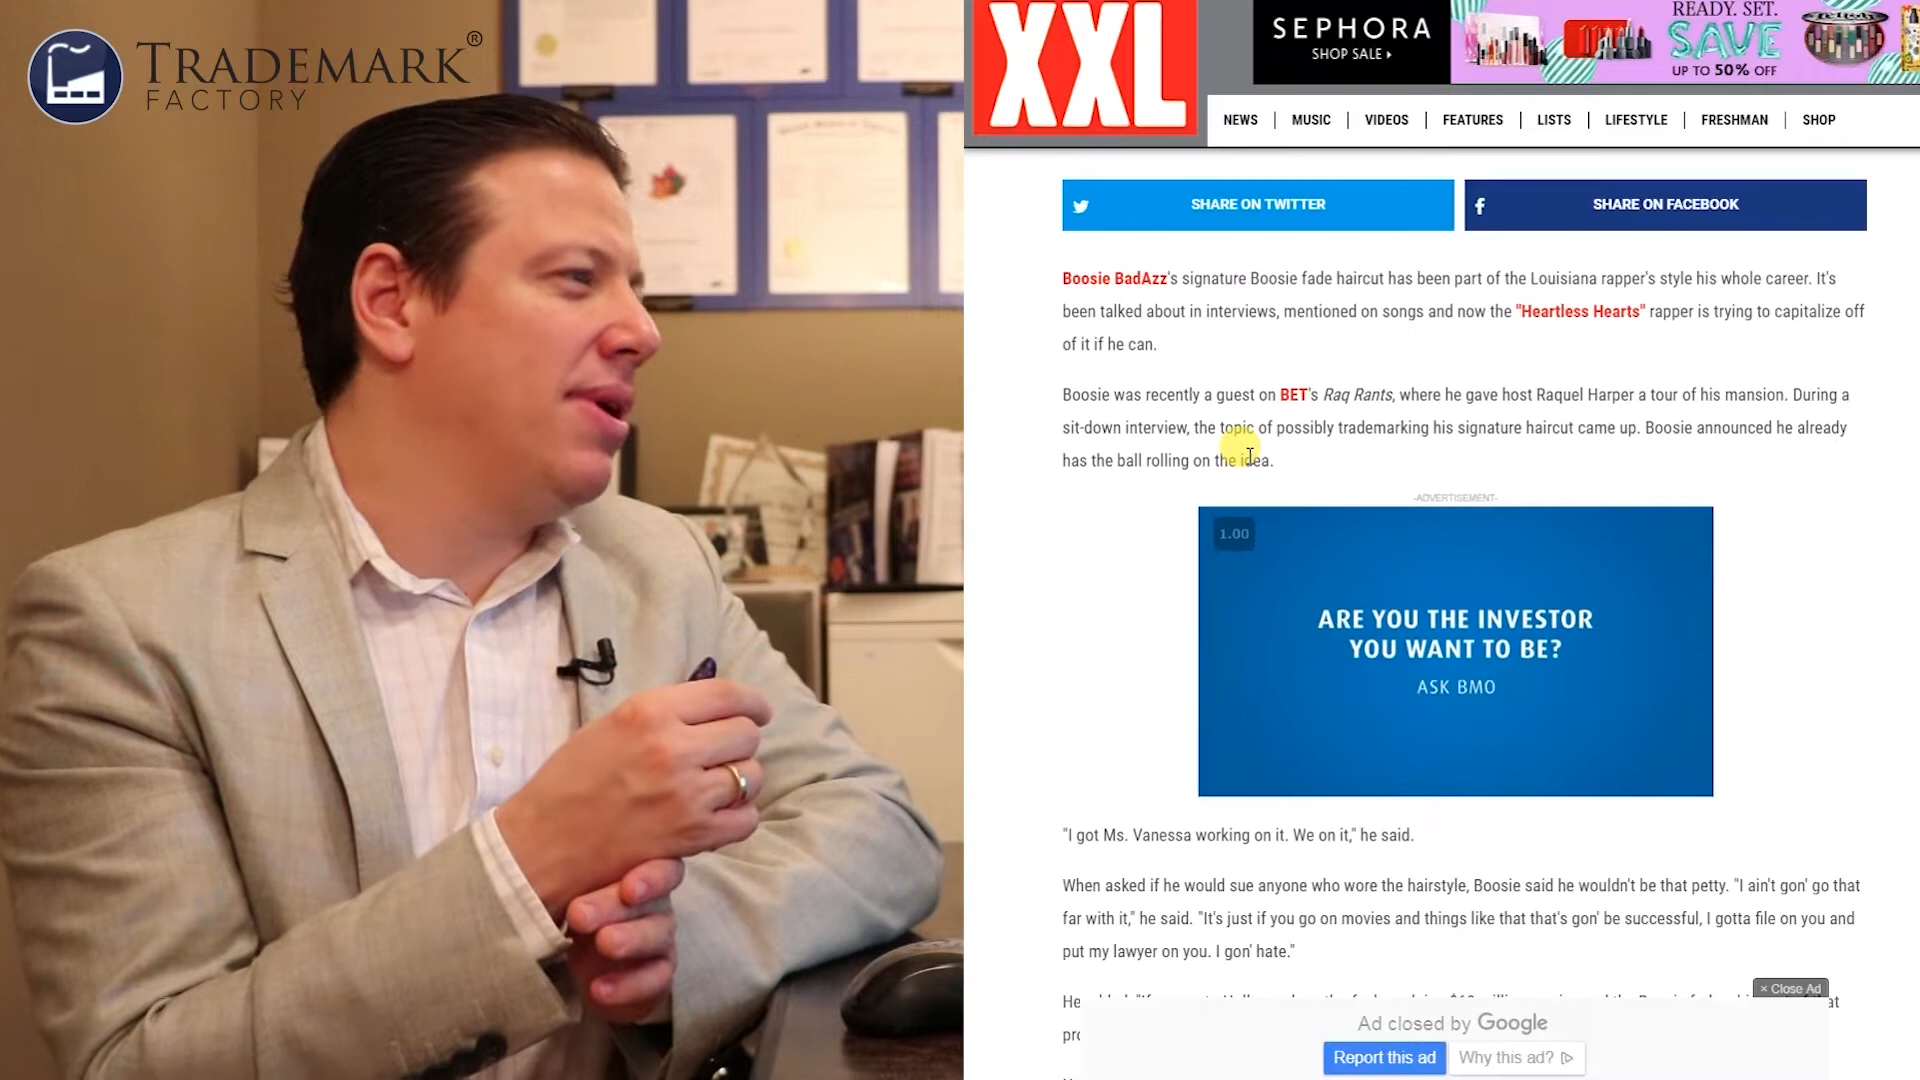 TRADEMARK®
FACTORY
XXL
SEPHORA
SHOP SALE
READY. SET.
SAVE
UP TO 50% OFF
NEWS
MUSIC
VIDEOS
FEATURES
LISTS
LIFESTYLE
FRESHMAN
SHOP
SHARE ON TWITTER
SHARE ON FACEBOOK
Boosie BadAzz's signature Boosie fade haircut has been part of the Louisiana rapper's style his whole career. It's
been talked about in interviews, mentioned on songs and now the "Heartless Hearts" rapper is trying to capitalize off
of it if he can.
Boosie was recently a guest on BET's Raq Rants, where he gave host Raquel Harper a tour of his mansion. During a
sit-down interview, the topic of possibly trademarking his signature haircut came up. Boosie announced he already
has the ball rolling on the idea.
-ADVERTISEMENT-
1.00
ARE YOU THE INVESTOR
YOU WANT TO BE?
ASK BMO
"I got Ms. Vanessa working on it. We on it," he said.
When asked if he would sue anyone who wore the hairstyle, Boosie said he wouldn't be that petty. "I ain't gon' go that
far with it," he said. "It's just if you go on movies and things like that that's gon' be successful, I gotta file on you and
put my lawyer on you. I gon' hate."
He
× Close Ad
Ad closed by Google
Report this ad
Why this ad?